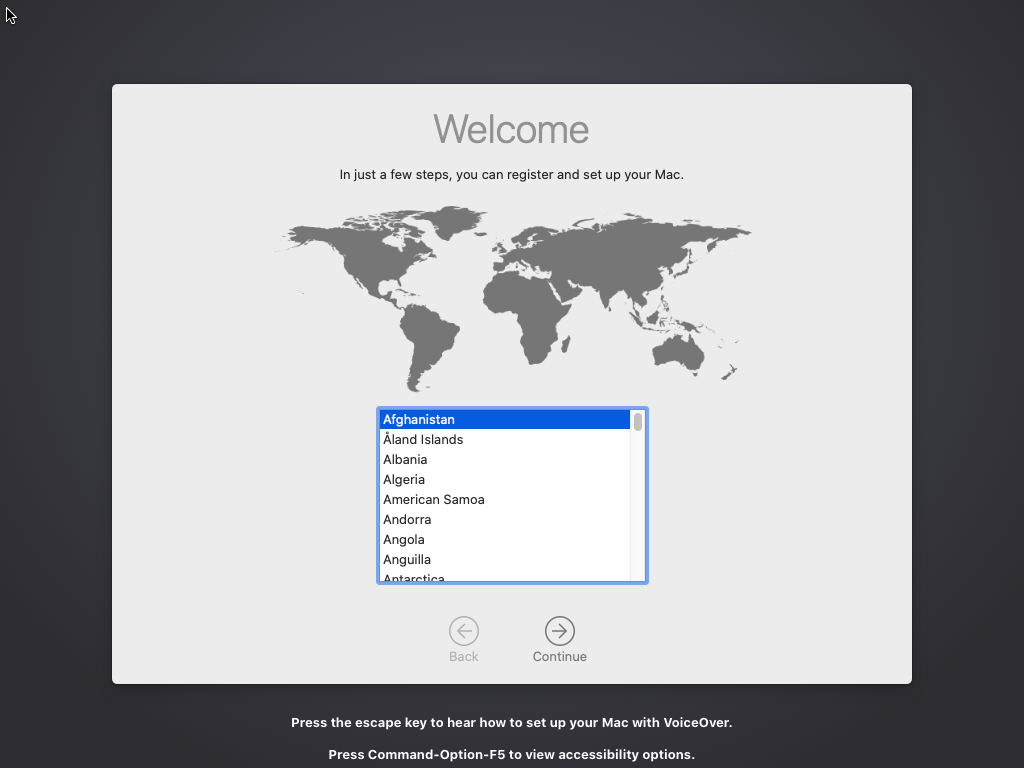 Welcome
In just a few steps, you can register and set up your Mac.
Afghanistan
Åland Islands
Albania
Algeria
American Samoa
Andorra
Angola
Anguilla
Antarctica
Back
Continue
Press the escape key to hear how to set up your Mac with VoiceOver.
Press Command-Option-F5 to view accessibility options.